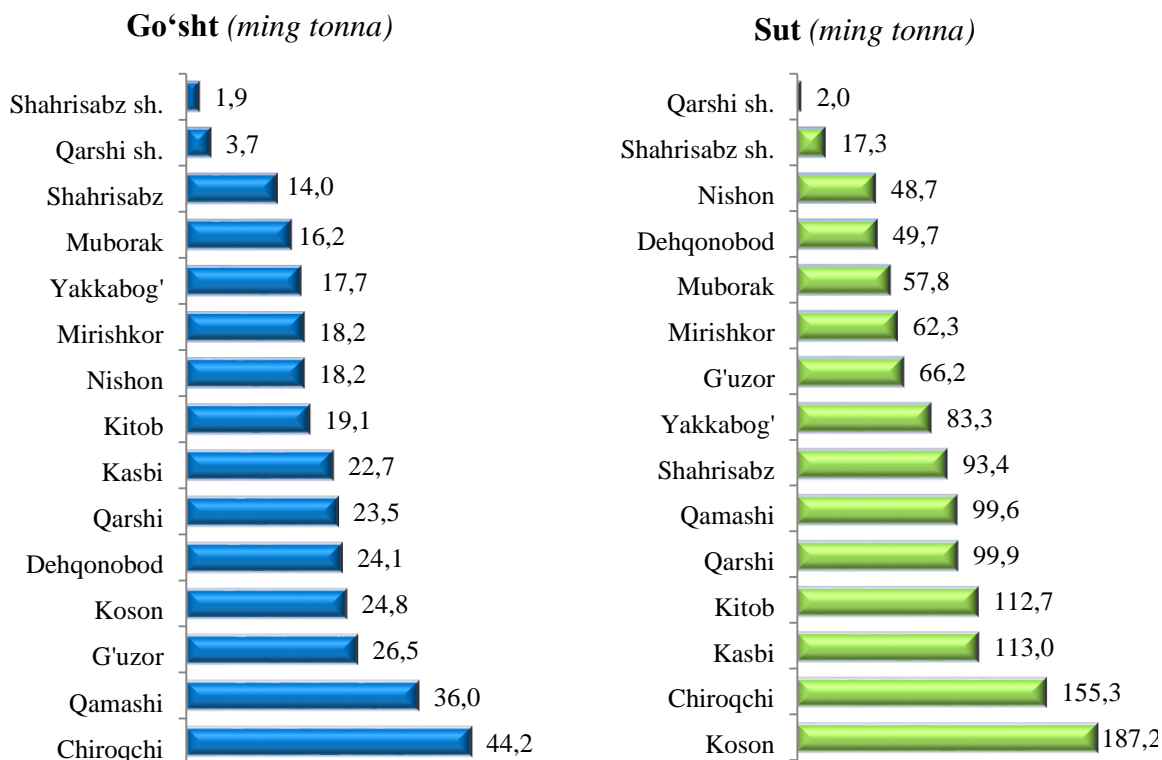 Go‘sht (ming tonna)
Shahrisabz sh. 1,9
Qarshi sh. 3,7
Shahrisabz 14,0
Muborak 16,2
Yakkabog' 17,7
Mirishkor 18,2
Nishon 18,2
Kitob 19,1
Kasbi 22,7
Qarshi 23,5
Dehqonobod 24,1
Koson 24,8
G'uzor 26,5
Qamashi 36,0
Chiroqchi 44,2
Sut (ming tonna)
Qarshi sh. 2,0
Shahrisabz sh. 17,3
Nishon 48,7
Dehqonobod 49,7
Muborak 57,8
Mirishkor 62,3
G'uzor 66,2
Yakkabog' 83,3
Shahrisabz 93,4
Qamashi 99,6
Qarshi 99,9
Kitob 112,7
Kasbi 113,0
Chiroqchi 155,3
Koson 187,2